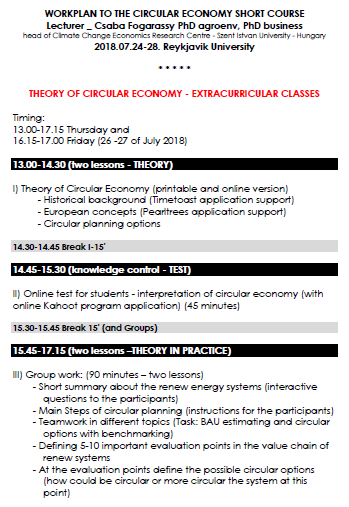 WORKPLAN TO THE CIRCULAR ECONOMY SHORT COURSE
Lecturer _ Csaba Fogarassy PhD agroenv, PhD business
head of Climate Change Economics Research Centre - Szent Istvan University - Hungary
2018.07.24-28. Reykjavik University
* * * * *
THEORY OF CIRCULAR ECONOMY - EXTRACURRICULAR CLASSES
Timing:
13.00-17.15 Thursday and
16.15-17.00 Friday (26 -27 of July 2018)
13.00-14.30 (two lessons - THEORY)
I) Theory of Circular Economy (printable and online version)
- Historical background (Timetoast application support)
- European concepts (Pearltrees application support)
- Circular planning options
14.30-14.45 Break I-15'
14.45-15.30 (knowledge control - TEST)
II) Online test for students - interpretation of circular economy (with
online Kahoot program application) (45 minutes)
15.30-15.45 Break 15' (and Groups)
15.45-17.15 (two lessons –THEORY IN PRACTICE)
III) Group work: (90 minutes – two lessons)
- Short summary about the renew energy systems (interactive
questions to the participants)
- Main Steps of circular planning (instructions for the participants)
- Teamwork in different topics (Task: BAU estimating and circular
options with benchmarking)
- Defining 5-10 important evaluation points in the value chain of
renew systems
- At the evaluation points define the possible circular options
(how could be circular or more circular the system at this
point)